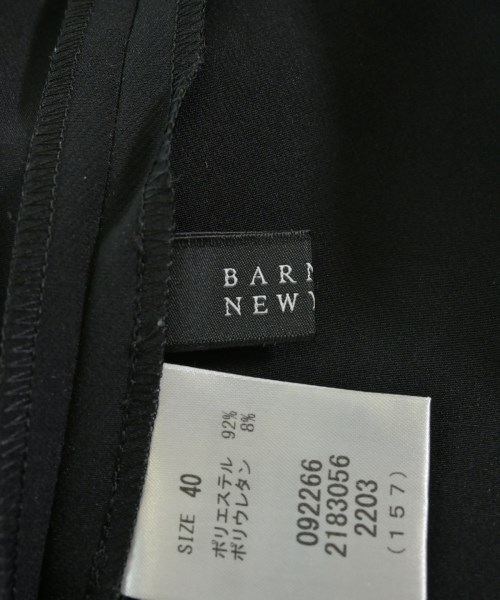 BARN
NEW Y
SIZE 40
ポリエステル 92%
ポリウレタン 8%
092266
2183056
2203
(157)